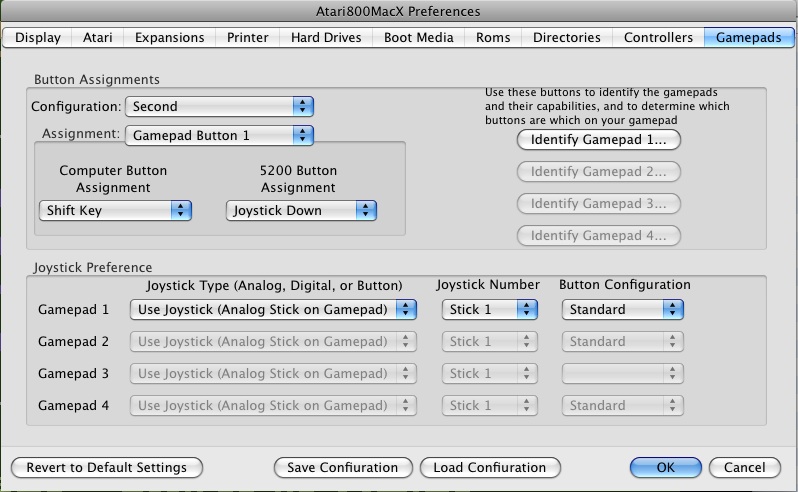 Atari800MacX Preferences
Display Atari Expansions Printer Hard Drives Boot Media Roms Directories Controllers Gamepads
Button Assignments
Configuration: Second
Assignment: Gamepad Button 1
Computer Button
Assignment
Shift Key
5200 Button
Assignment
Joystick Down
Use these buttons to identify the gamepads
and their capabilities, and to determine which
buttons are which on your gamepad
Identify Gamepad 1...
Identify Gamepad 2...
Identify Gamepad 3...
Identify Gamepad 4...
Joystick Preference
Joystick Type (Analog, Digital, or Button) Joystick Number Button Configuration
Gamepad 1 Use Joystick (Analog Stick on Gamepad) Stick 1 Standard
Gamepad 2 Use Joystick (Analog Stick on Gamepad) Stick 1 Standard
Gamepad 3 Use Joystick (Analog Stick on Gamepad) Stick 1
Gamepad 4 Use Joystick (Analog Stick on Gamepad) Stick 1 Standard
Revert to Default Settings Save Confiuration Load Confiuration OK Cancel